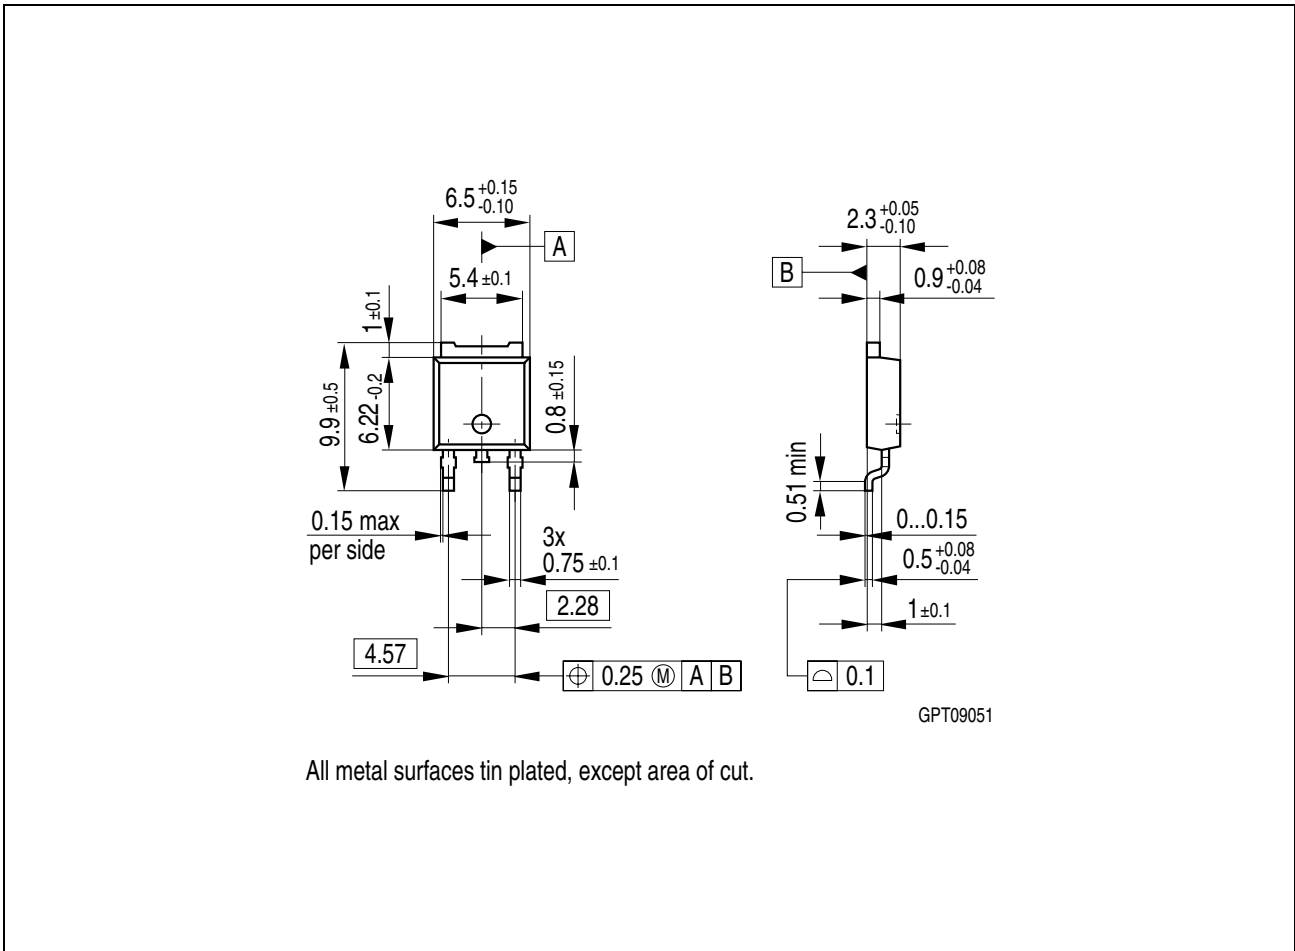 6.5 +0.15 -0.10
A
5.4 ±0.1
1 ±0.1
9.9 ±0.5
6.22 -0.2
0.8 ±0.15
0.15 max
per side
3x
0.75 ±0.1
2.28
4.57
0.25 Ⓜ A B
2.3 +0.05 -0.10
B
0.9 +0.08 -0.04
0.51 min
0...0.15
0.5 +0.08 -0.04
1 ±0.1
0.1
GPT09051
All metal surfaces tin plated, except area of cut.